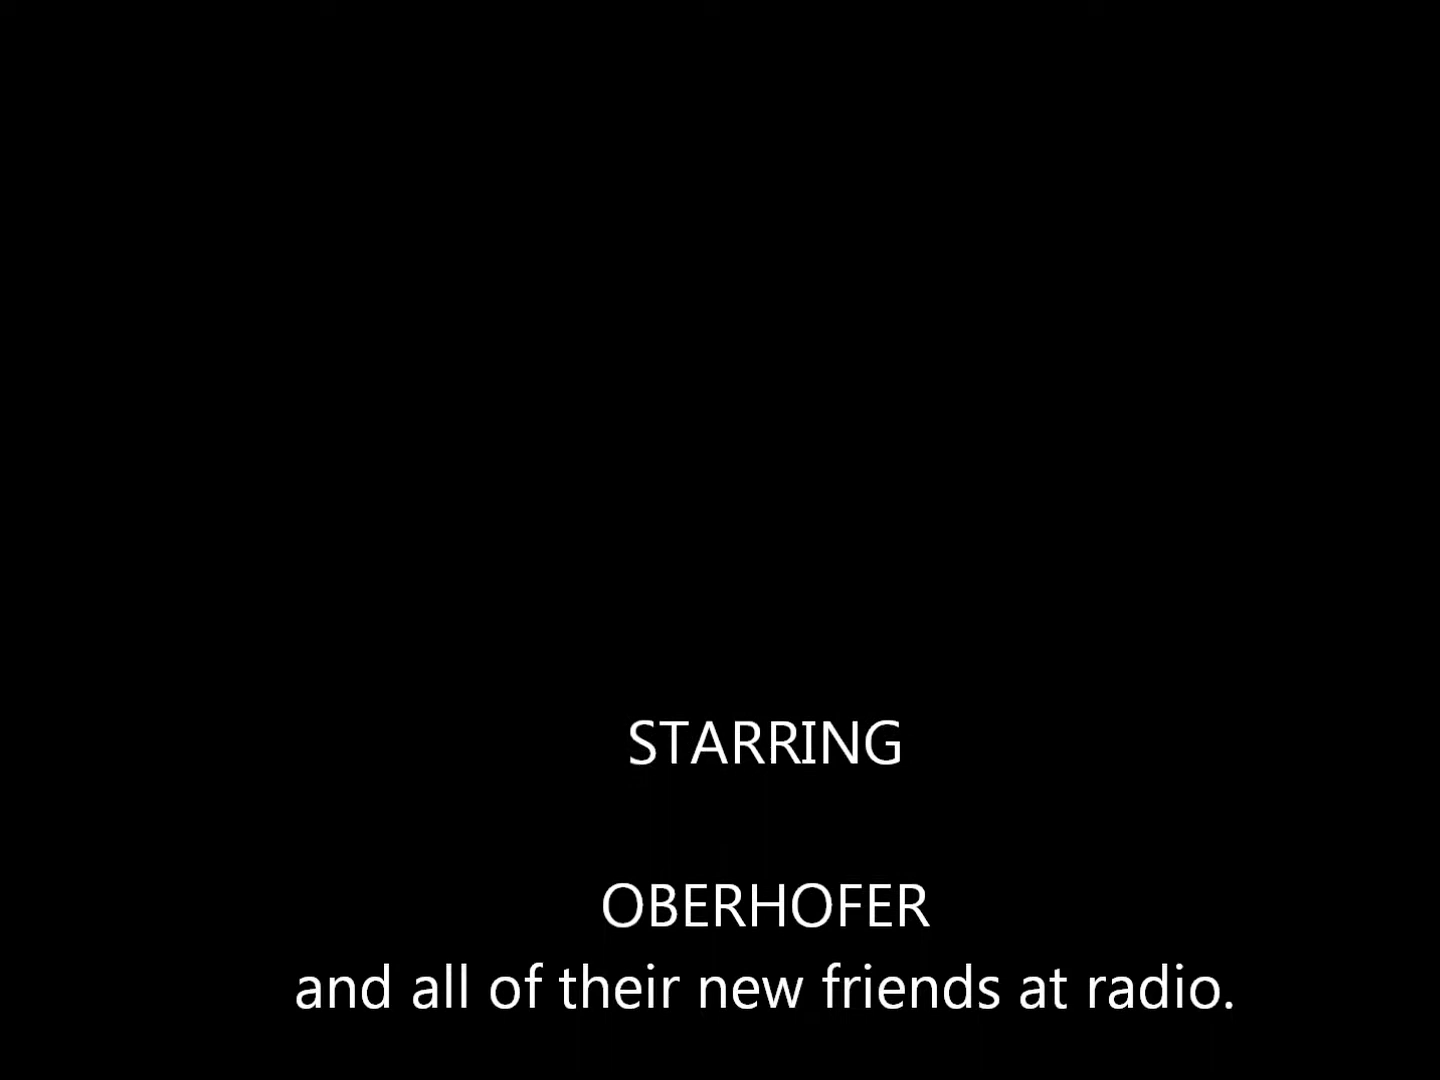 STARRING
OBERHOFER
and all of their new friends at radio.